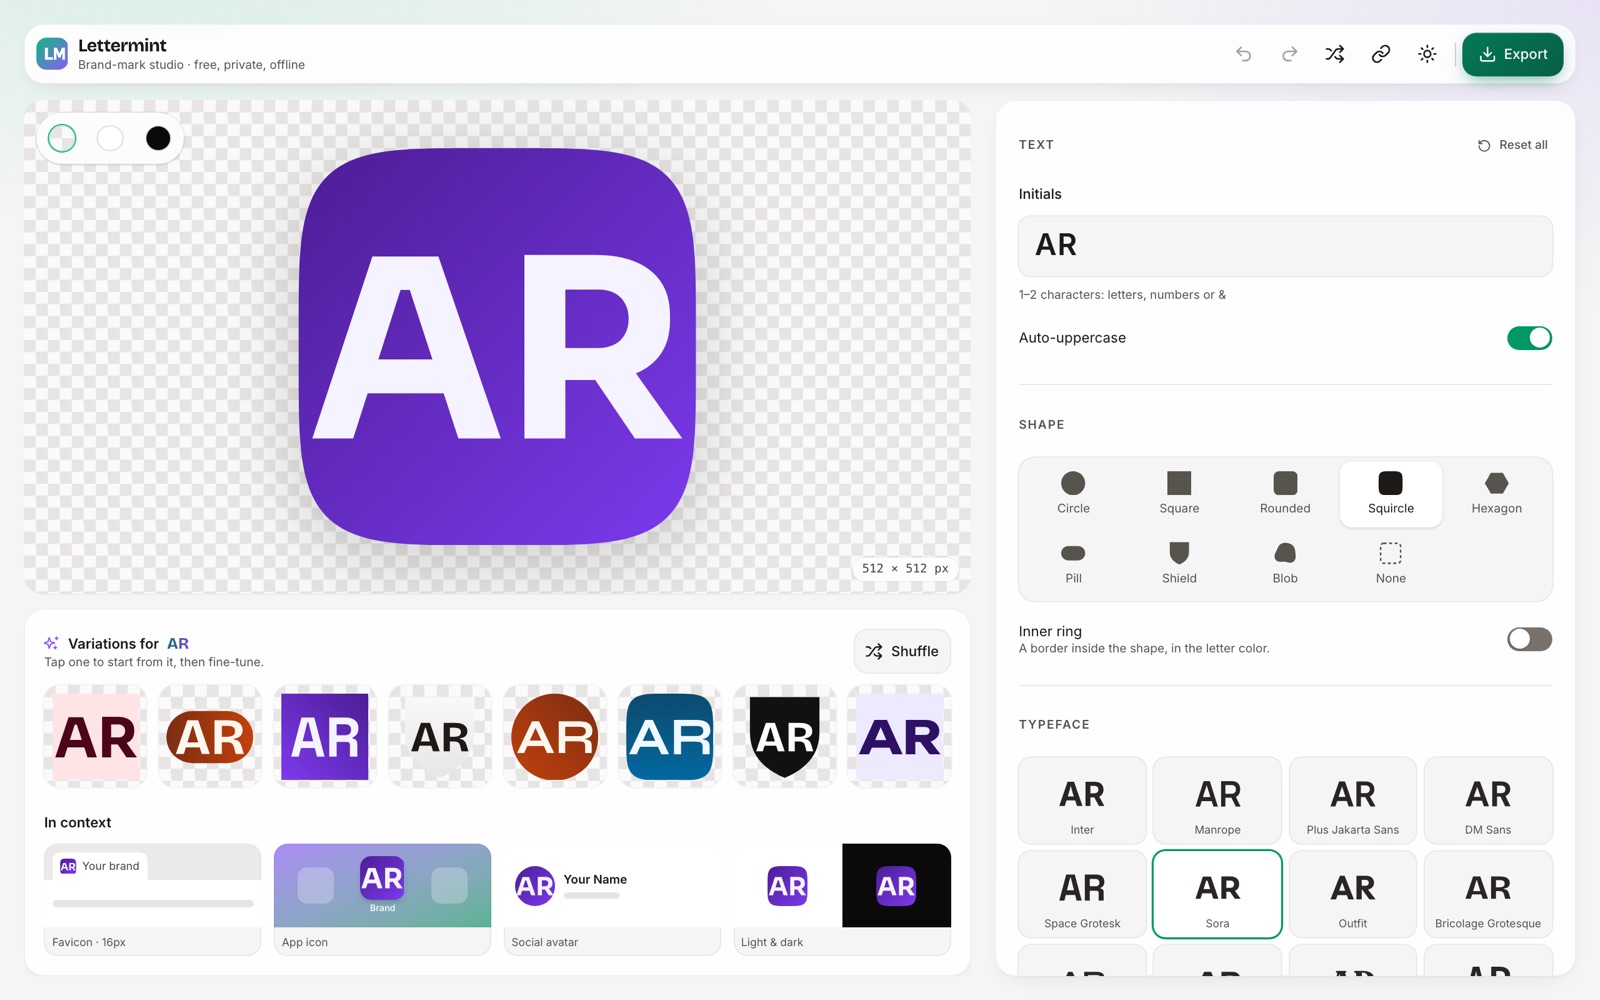 LM
Lettermint
Brand-mark studio · free, private, offline
Export
AR
512 × 512 px
Variations for AR
Tap one to start from it, then fine-tune.
Shuffle
AR
AR
AR
AR
AR
AR
AR
AR
In context
AR Your brand
Favicon · 16px
AR
Brand
App icon
AR Your Name
Social avatar
AR
AR
Light & dark
TEXT
Reset all
Initials
AR
1–2 characters: letters, numbers or &
Auto-uppercase
SHAPE
Circle
Square
Rounded
Squircle
Hexagon
Pill
Shield
Blob
None
Inner ring
A border inside the shape, in the letter color.
TYPEFACE
AR
Inter
AR
Manrope
AR
Plus Jakarta Sans
AR
DM Sans
AR
Space Grotesk
AR
Sora
AR
Outfit
AR
Bricolage Grotesque